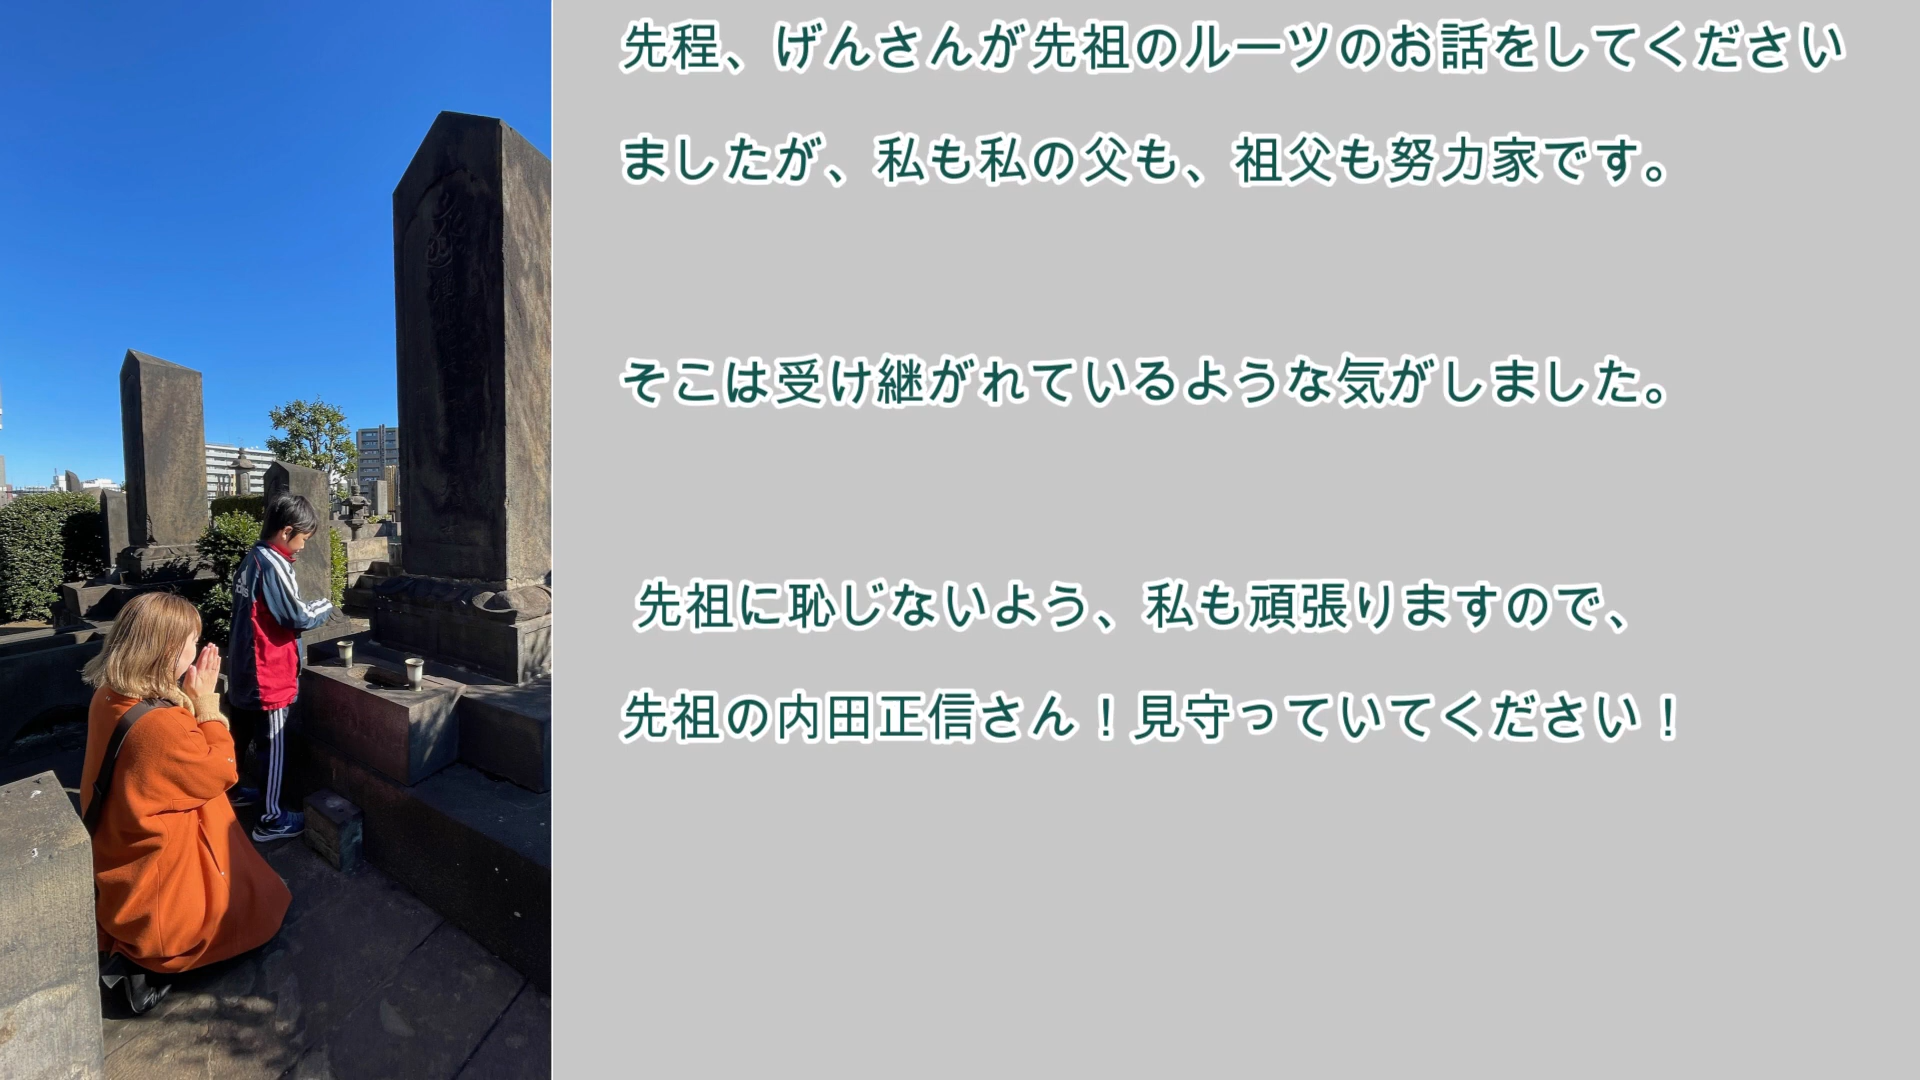 先程、げんさんが先祖のルーツのお話をしてください
ましたが、私も私の父も、祖父も努力家です。
そこは受け継がれているような気がしました。
先祖に恥じないよう、私も頑張りますので、
先祖の内田正信さん！見守っていてください！